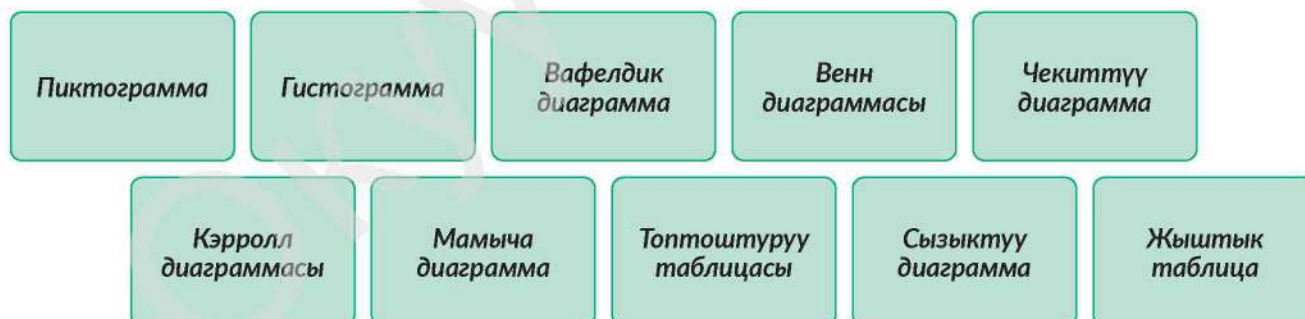 Пиктограмма
Гистограмма
Вафелдик
диаграмма
Венн
диаграммасы
Чекиттүү
диаграмма
Кэрролл
диаграммасы
Мамыча
диаграмма
Топтоштуруу
таблицасы
Сызыктуу
диаграмма
Жыштык
таблица